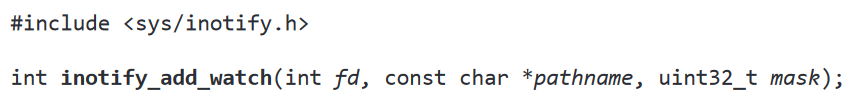 #include <sys/inotify.h>
int inotify_add_watch(int fd, const char *pathname, uint32_t mask);